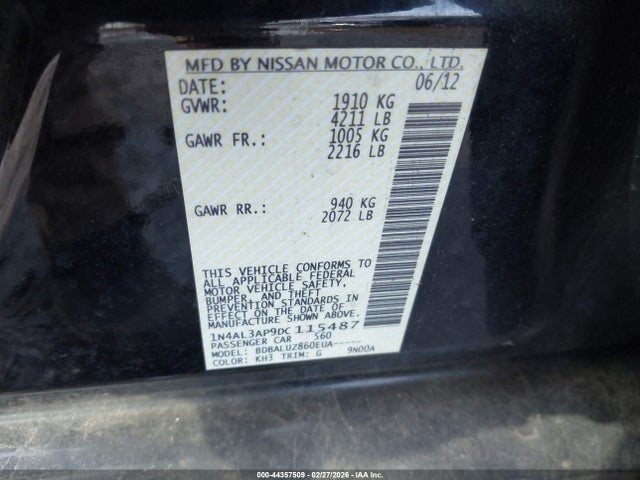 MFD BY NISSAN MOTOR CO., LTD.
DATE: 06/12
GVWR: 1910 KG
4211 LB
GAWR FR.: 1005 KG
2216 LB
GAWR RR.: 940 KG
2072 LB
THIS VEHICLE CONFORMS TO
ALL APPLICABLE FEDERAL
MOTOR VEHICLE SAFETY,
BUMPER, AND THEFT
PREVENTION STANDARDS IN
EFFECT ON THE DATE OF
MANUFACTURE SHOWN ABOVE.
1N4AL3AP9DC115487
PASSENGER CAR 560
MODEL: BDBALUZ860EUA-----
COLOR: KH3 TRIM: G 9N00A
000-44357509 - 02/27/2026 - IAA Inc.